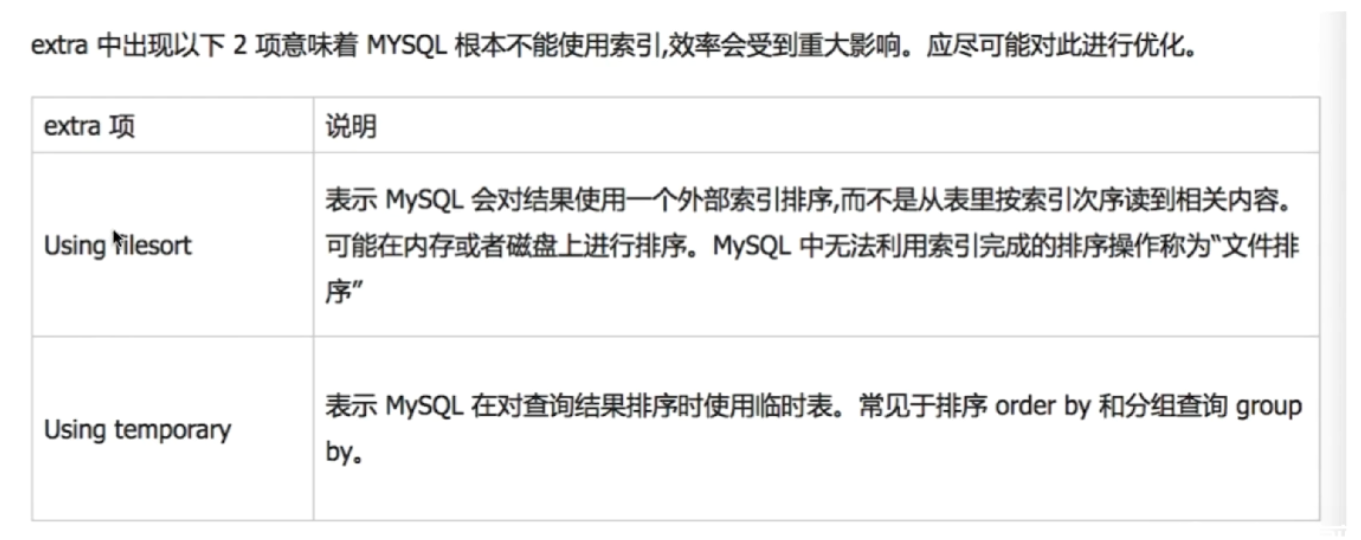 extra 中出现以下 2 项意味着 MYSQL 根本不能使用索引,效率会受到重大影响。应尽可能对此进行优化。
extra 项
说明
Using filesort
表示 MySQL 会对结果使用一个外部索引排序,而不是从表里按索引次序读到相关内容。
可能在内存或者磁盘上进行排序。MySQL 中无法利用索引完成的排序操作称为“文件排
序”
Using temporary
表示 MySQL 在对查询结果排序时使用临时表。常见于排序 order by 和分组查询 group
by。